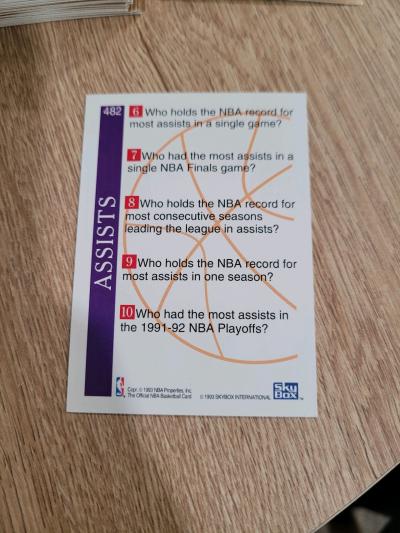 482
ASSISTS
6 Who holds the NBA record for
most assists in a single game?
7 Who had the most assists in a
single NBA Finals game?
8 Who holds the NBA record for
most consecutive seasons
leading the league in assists?
9 Who holds the NBA record for
most assists in one season?
10 Who had the most assists in
the 1991-92 NBA Playoffs?
Copr. © 1993 NBA Properties, Inc.
The Official NBA Basketball Card
© 1993 SKYBOX INTERNATIONAL
SkyBox™